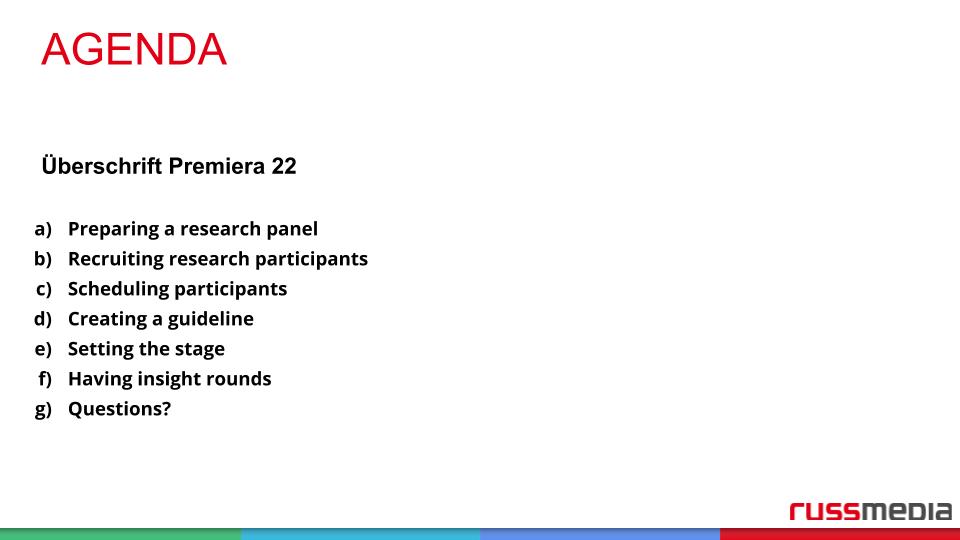 AGENDA
Überschrift Premiera 22
a) Preparing a research panel
b) Recruiting research participants
c) Scheduling participants
d) Creating a guideline
e) Setting the stage
f) Having insight rounds
g) Questions?
russmedia